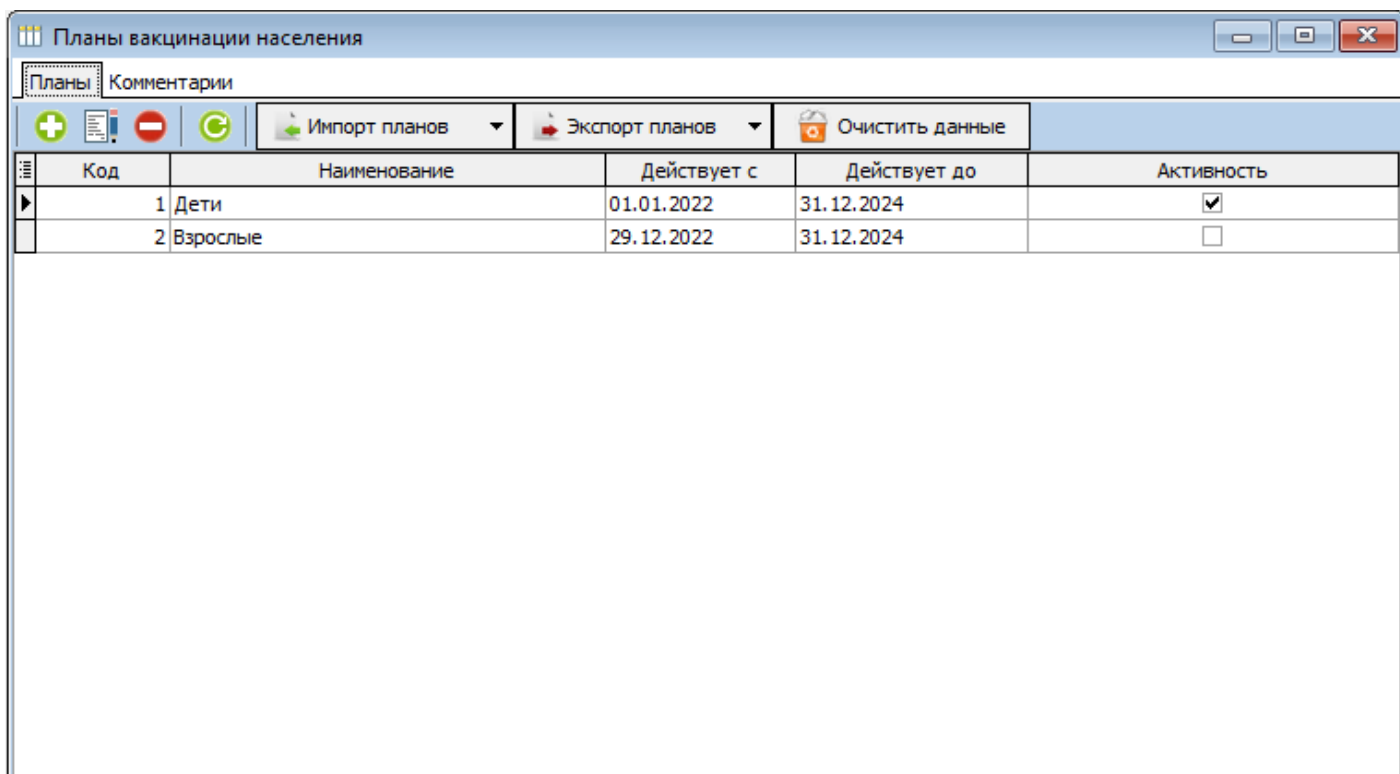 Планы вакцинации населения
Планы Комментарии
Импорт планов Экспорт планов Очистить данные
Код Наименование Действует с Действует до Активность
1 Дети 01.01.2022 31.12.2024
2 Взрослые 29.12.2022 31.12.2024